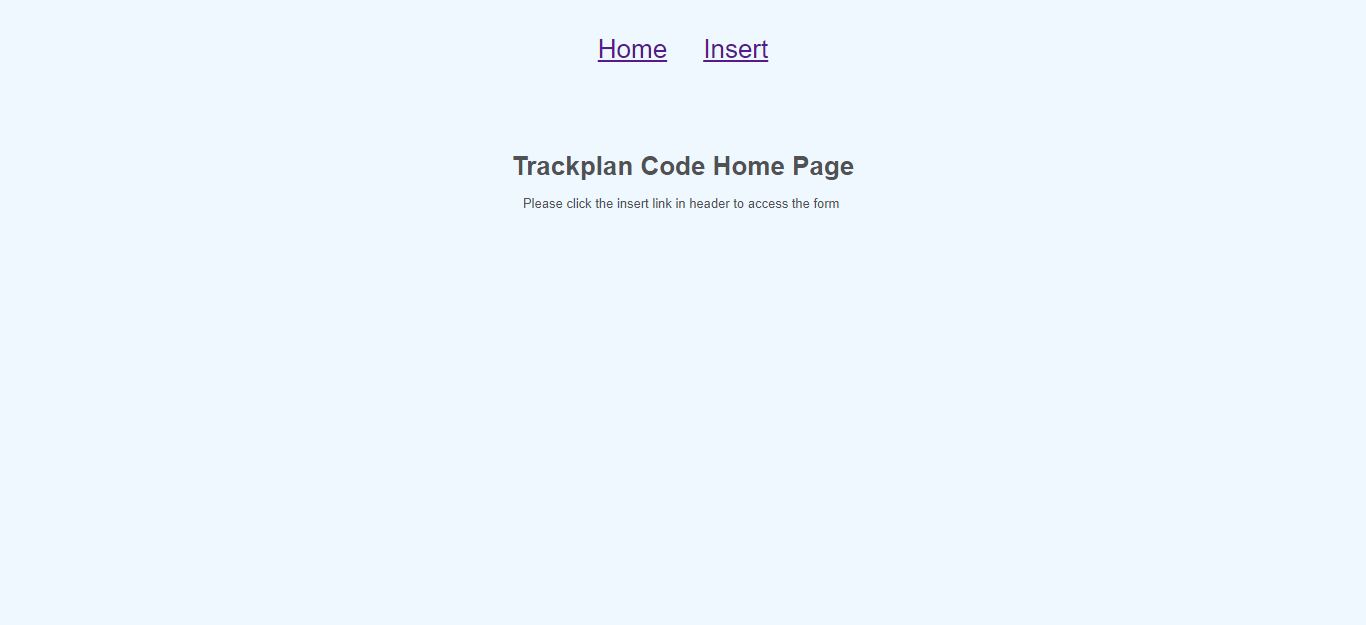 Home Insert
Trackplan Code Home Page
Please click the insert link in header to access the form